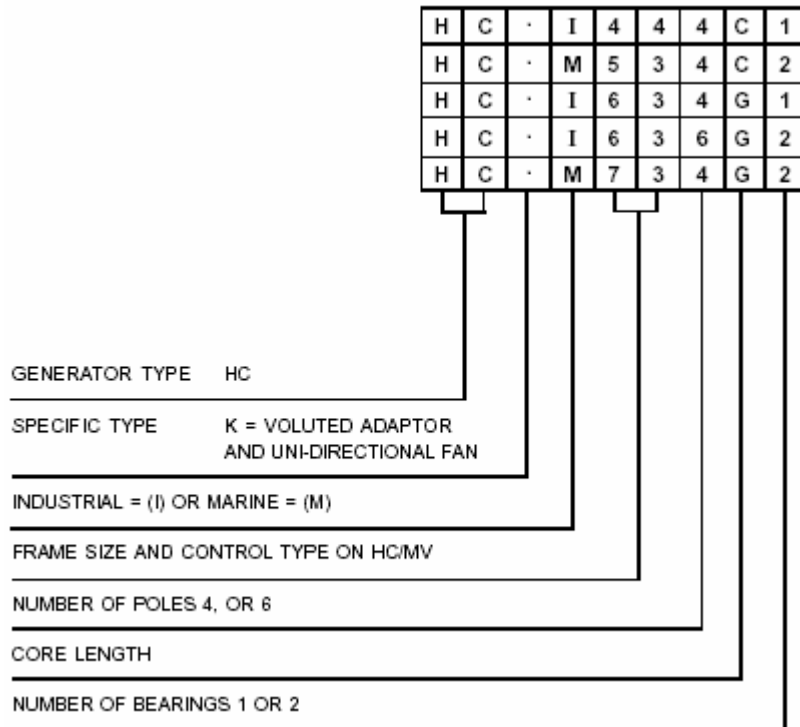 H C · I 4 4 4 C 1
H C · M 5 3 4 C 2
H C · I 6 3 4 G 1
H C · I 6 3 6 G 2
H C · M 7 3 4 G 2
GENERATOR TYPE HC
SPECIFIC TYPE K = VOLUTED ADAPTOR
AND UNI-DIRECTIONAL FAN
INDUSTRIAL = (I) OR MARINE = (M)
FRAME SIZE AND CONTROL TYPE ON HC/MV
NUMBER OF POLES 4, OR 6
CORE LENGTH
NUMBER OF BEARINGS 1 OR 2